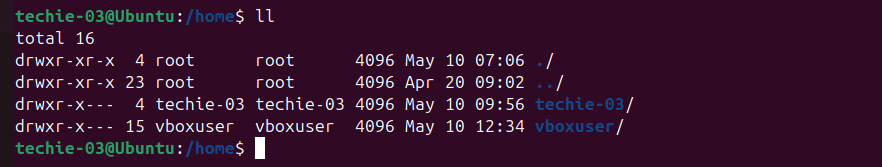 techie-03@Ubuntu:/home$ ll
total 16
drwxr-xr-x  4 root      root      4096 May 10 07:06 ./
drwxr-xr-x 23 root      root      4096 Apr 20 09:02 ../
drwxr-x---  4 techie-03 techie-03 4096 May 10 09:56 techie-03/
drwxr-x--- 15 vboxuser  vboxuser  4096 May 10 12:34 vboxuser/
techie-03@Ubuntu:/home$